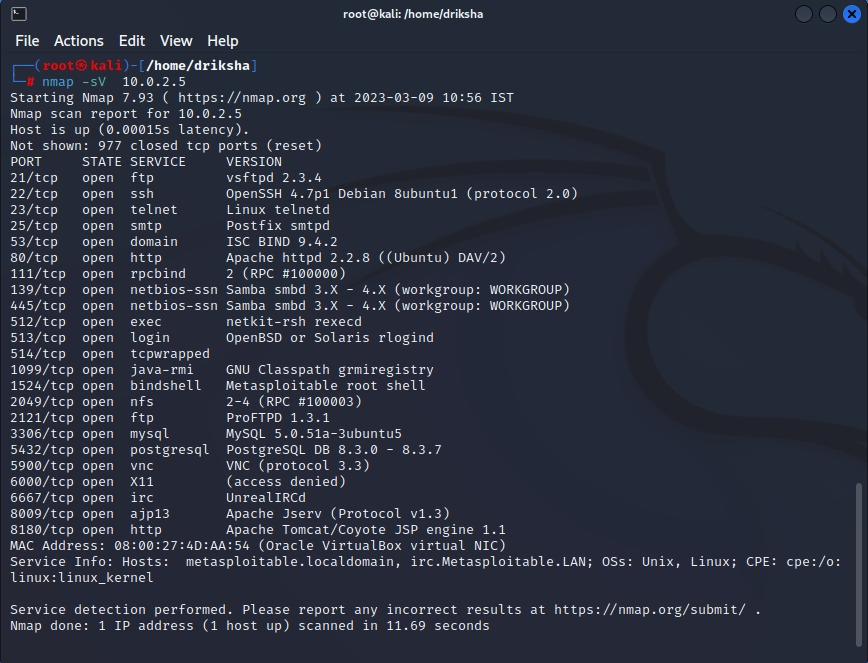 root@kali: /home/driksha
File Actions Edit View Help
┌──(root㉿kali)-[/home/driksha]
└─# nmap -sV  10.0.2.5
Starting Nmap 7.93 ( https://nmap.org ) at 2023-03-09 10:56 IST
Nmap scan report for 10.0.2.5
Host is up (0.00015s latency).
Not shown: 977 closed tcp ports (reset)
PORT     STATE SERVICE     VERSION
21/tcp   open  ftp         vsftpd 2.3.4
22/tcp   open  ssh         OpenSSH 4.7p1 Debian 8ubuntu1 (protocol 2.0)
23/tcp   open  telnet      Linux telnetd
25/tcp   open  smtp        Postfix smtpd
53/tcp   open  domain      ISC BIND 9.4.2
80/tcp   open  http        Apache httpd 2.2.8 ((Ubuntu) DAV/2)
111/tcp  open  rpcbind     2 (RPC #100000)
139/tcp  open  netbios-ssn Samba smbd 3.X - 4.X (workgroup: WORKGROUP)
445/tcp  open  netbios-ssn Samba smbd 3.X - 4.X (workgroup: WORKGROUP)
512/tcp  open  exec        netkit-rsh rexecd
513/tcp  open  login       OpenBSD or Solaris rlogind
514/tcp  open  tcpwrapped
1099/tcp open  java-rmi    GNU Classpath grmiregistry
1524/tcp open  bindshell   Metasploitable root shell
2049/tcp open  nfs         2-4 (RPC #100003)
2121/tcp open  ftp         ProFTPD 1.3.1
3306/tcp open  mysql       MySQL 5.0.51a-3ubuntu5
5432/tcp open  postgresql  PostgreSQL DB 8.3.0 - 8.3.7
5900/tcp open  vnc         VNC (protocol 3.3)
6000/tcp open  X11         (access denied)
6667/tcp open  irc         UnrealIRCd
8009/tcp open  ajp13       Apache Jserv (Protocol v1.3)
8180/tcp open  http        Apache Tomcat/Coyote JSP engine 1.1
MAC Address: 08:00:27:4D:AA:54 (Oracle VirtualBox virtual NIC)
Service Info: Hosts:  metasploitable.localdomain, irc.Metasploitable.LAN; OSs: Unix, Linux; CPE: cpe:/o:
linux:linux_kernel
Service detection performed. Please report any incorrect results at https://nmap.org/submit/ .
Nmap done: 1 IP address (1 host up) scanned in 11.69 seconds